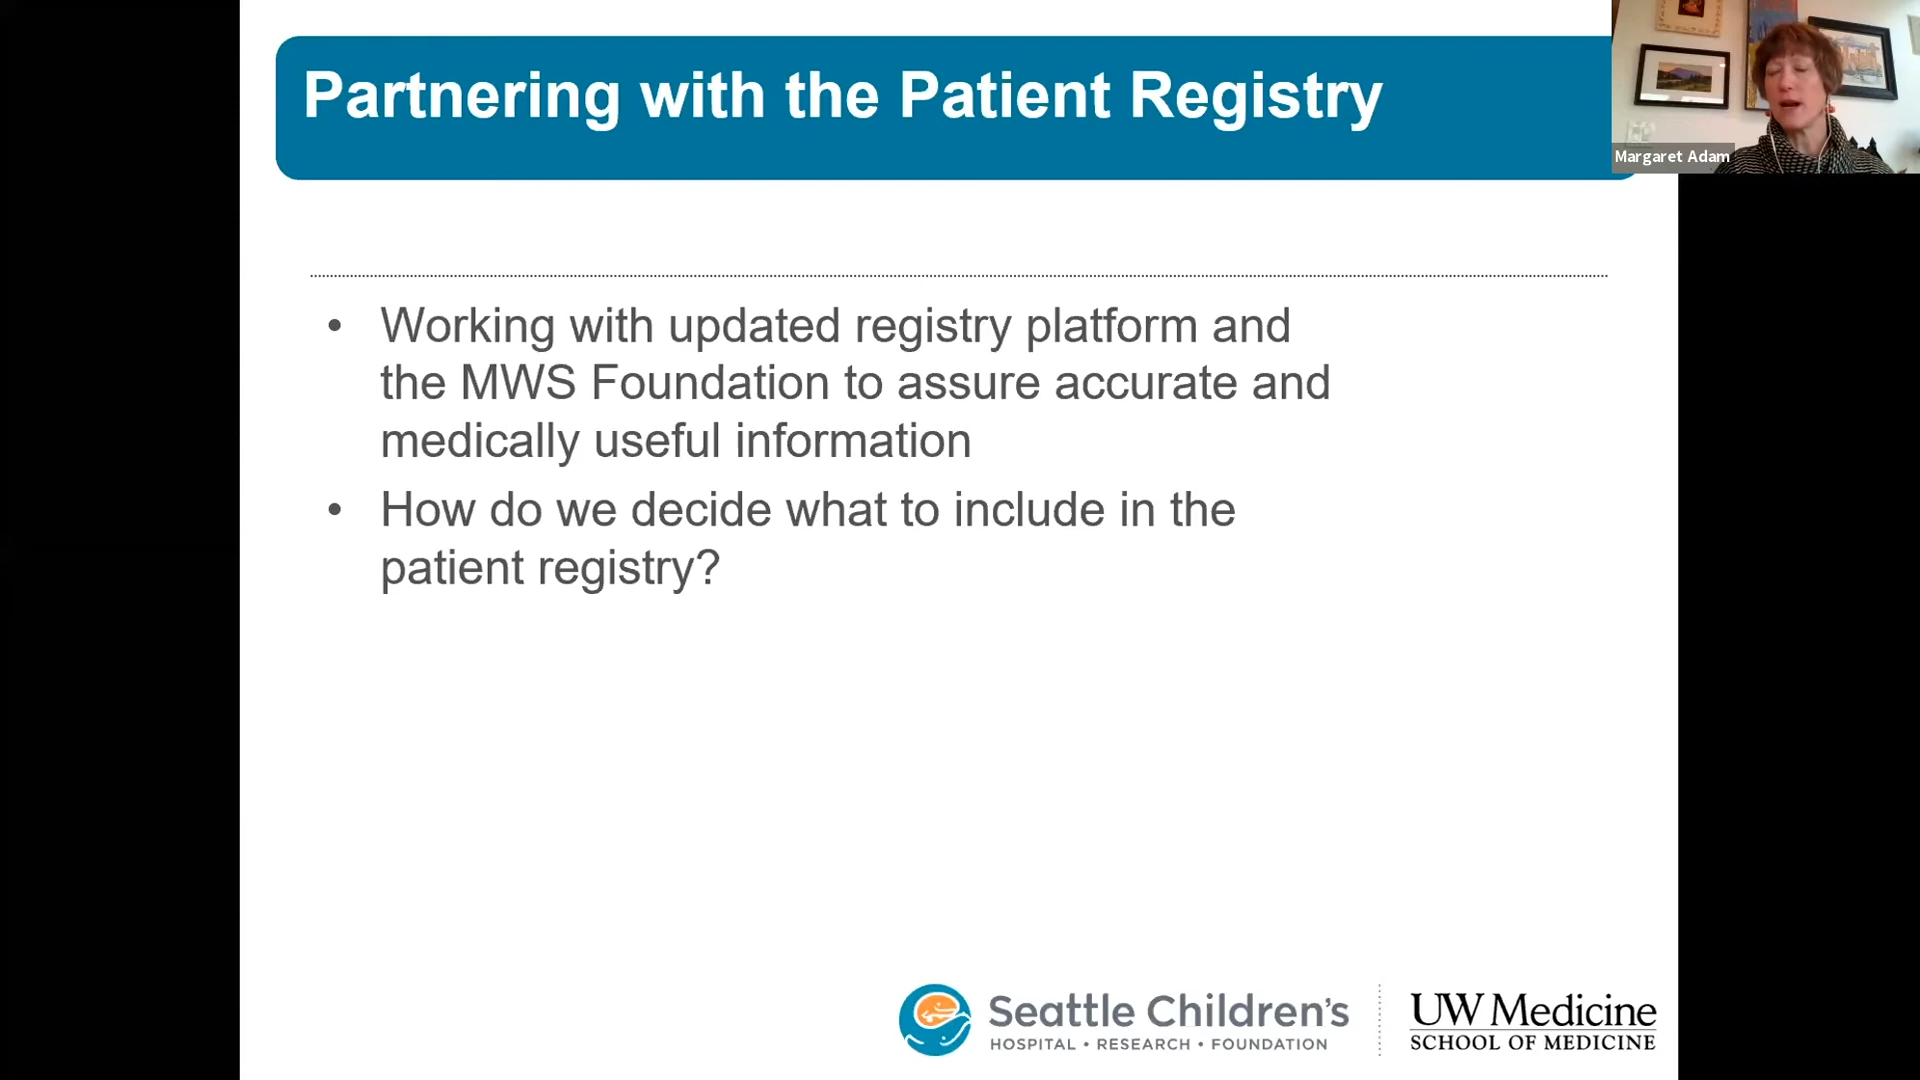 Partnering with the Patient Registry
Margaret Adam
• Working with updated registry platform and
the MWS Foundation to assure accurate and
medically useful information
• How do we decide what to include in the
patient registry?
Seattle Children's
HOSPITAL • RESEARCH • FOUNDATION
UW Medicine
SCHOOL OF MEDICINE